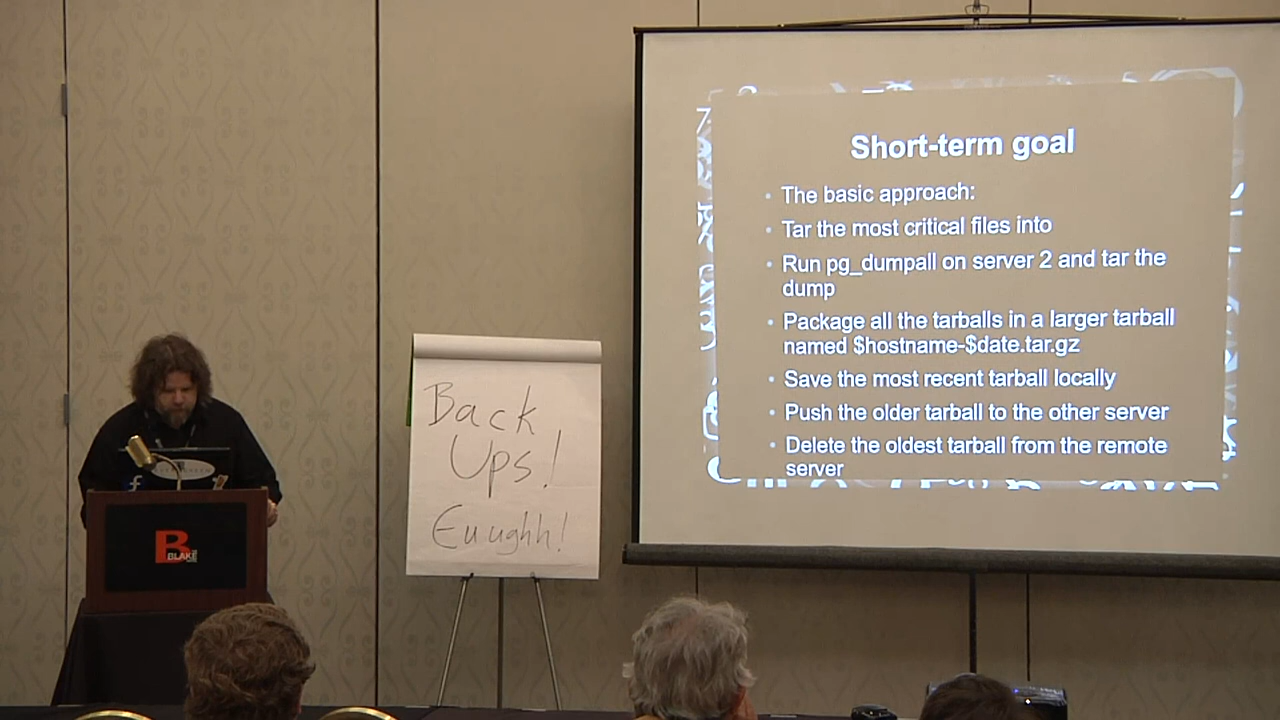 Short-term goal
• The basic approach:
• Tar the most critical files into
• Run pg_dumpall on server 2 and tar the
dump
• Package all the tarballs in a larger tarball
named $hostname-$date.tar.gz
• Save the most recent tarball locally
• Push the older tarball to the other server
• Delete the oldest tarball from the remote
server
Back
Ups!
Euughh!
B
BLAKE